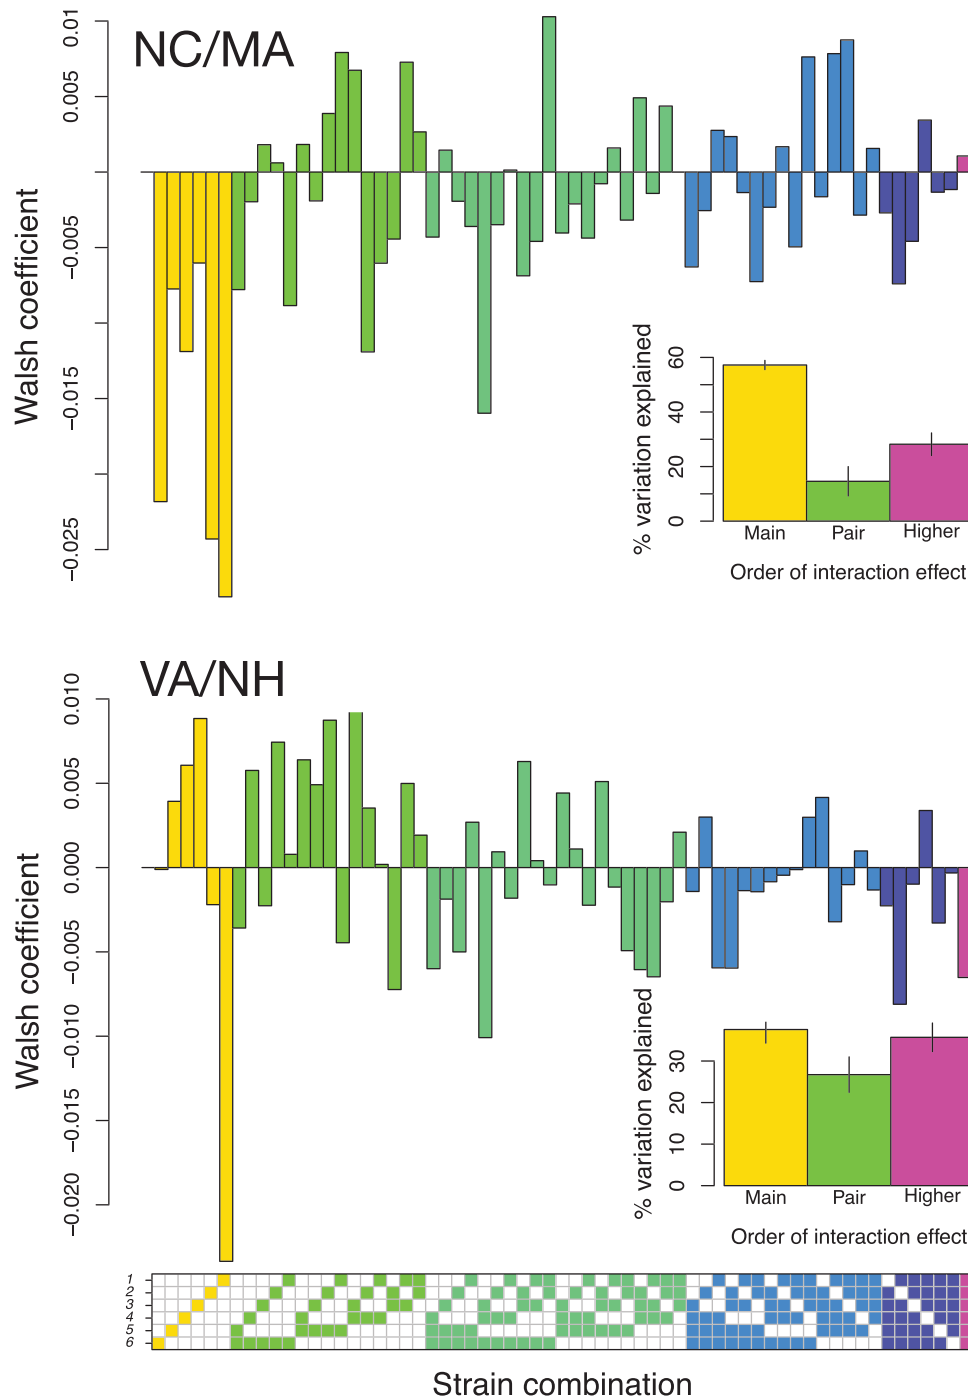 NC/MA
Walsh coefficient
0.01
0.005
−0.005
−0.015
−0.025
% variation explained
60
40
20
0
Main Pair Higher
Order of interaction effect
VA/NH
Walsh coefficient
0.010
0.005
0.000
−0.005
−0.010
−0.015
−0.020
% variation explained
30
20
10
0
Main Pair Higher
Order of interaction effect
1
2
3
4
5
6
Strain combination